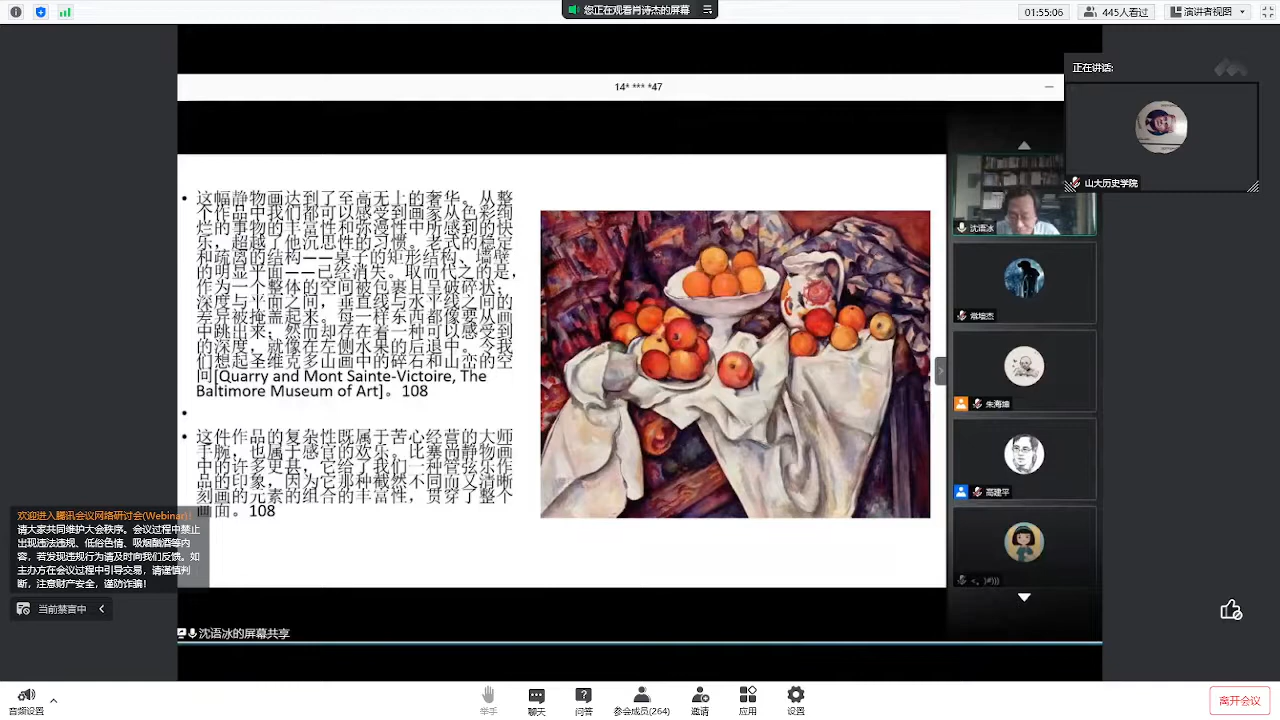 您正在观看肖诗杰的屏幕
01:55:06
445人看过
演讲者视图
14* *** *47
正在讲话:
山大历史学院
• 这幅静物画达到了至高无上的奢华。从整
个作品中我们都可以感受到画家从色彩绚
烂的事物的丰富性和弥漫性中所感到的快
乐，超越了他沉思性的习惯。老式的稳定
和疏离的结构——桌子的矩形结构、墙壁
的明显平面——已经消失。取而代之的是，
作为一个整体的空间被包裹且呈破碎状；
深度与平面之间，垂直线与水平线之间的
差异被掩盖起来。每一样东西都像要从画
中跳出来；然而却存在着一种可以感受到
的深度，就像在左侧水果的后退中。令我
们想起圣维克多山画中的碎石和山峦的空
间[Quarry and Mont Sainte-Victoire, The
Baltimore Museum of Art]。108
•
• 这件作品的复杂性既属于苦心经营的大师
手腕，也属于感官的欢乐。比塞尚静物画
中的许多更甚，它给了我们一种管弦乐作
品的印象，因为它那种截然不同而又清晰
刻画的元素的组合的丰富性，贯穿了整个
画面。108
沈语冰
常培杰
朱海坤
高建平
<。)#)))
欢迎进入腾讯会议网络研讨会(Webinar)！
请大家共同维护大会秩序。会议过程中禁止
出现违法违规、低俗色情、吸烟酗酒等内
容，若发现违规行为请及时向我们反馈。如
主办方在会议过程中引导交易，请谨慎判
断，注意财产安全，谨防诈骗！
当前禁言中
沈语冰的屏幕共享
音频设置
举手
聊天
问答
参会成员(264)
邀请
应用
设置
离开会议